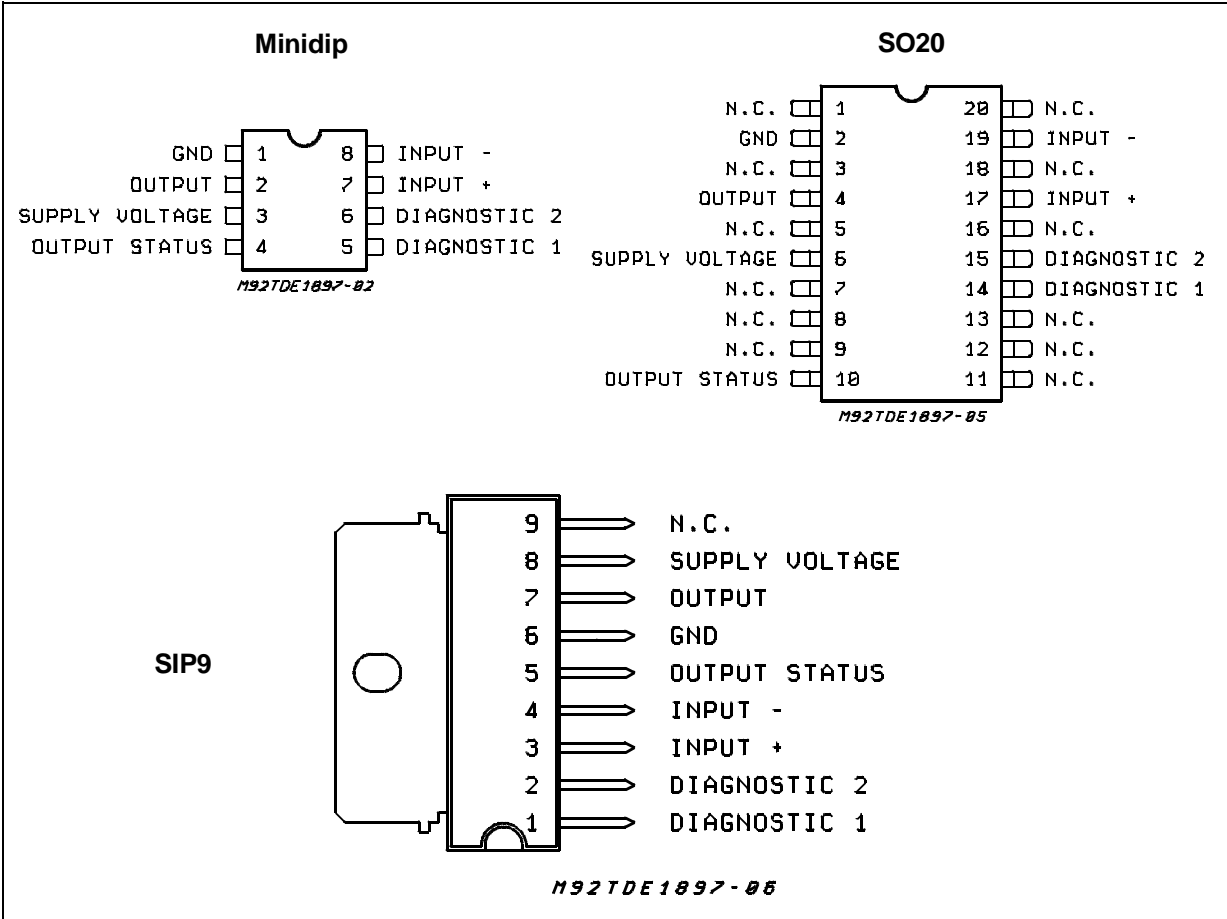 Minidip
GND 1 8 INPUT -
OUTPUT 2 7 INPUT +
SUPPLY VOLTAGE 3 6 DIAGNOSTIC 2
OUTPUT STATUS 4 5 DIAGNOSTIC 1
M92TDE1897-02
SO20
N.C. 1 20 N.C.
GND 2 19 INPUT -
N.C. 3 18 N.C.
OUTPUT 4 17 INPUT +
N.C. 5 16 N.C.
SUPPLY VOLTAGE 6 15 DIAGNOSTIC 2
N.C. 7 14 DIAGNOSTIC 1
N.C. 8 13 N.C.
N.C. 9 12 N.C.
OUTPUT STATUS 10 11 N.C.
M92TDE1897-05
SIP9
9 N.C.
8 SUPPLY VOLTAGE
7 OUTPUT
6 GND
5 OUTPUT STATUS
4 INPUT -
3 INPUT +
2 DIAGNOSTIC 2
1 DIAGNOSTIC 1
M92TDE1897-06